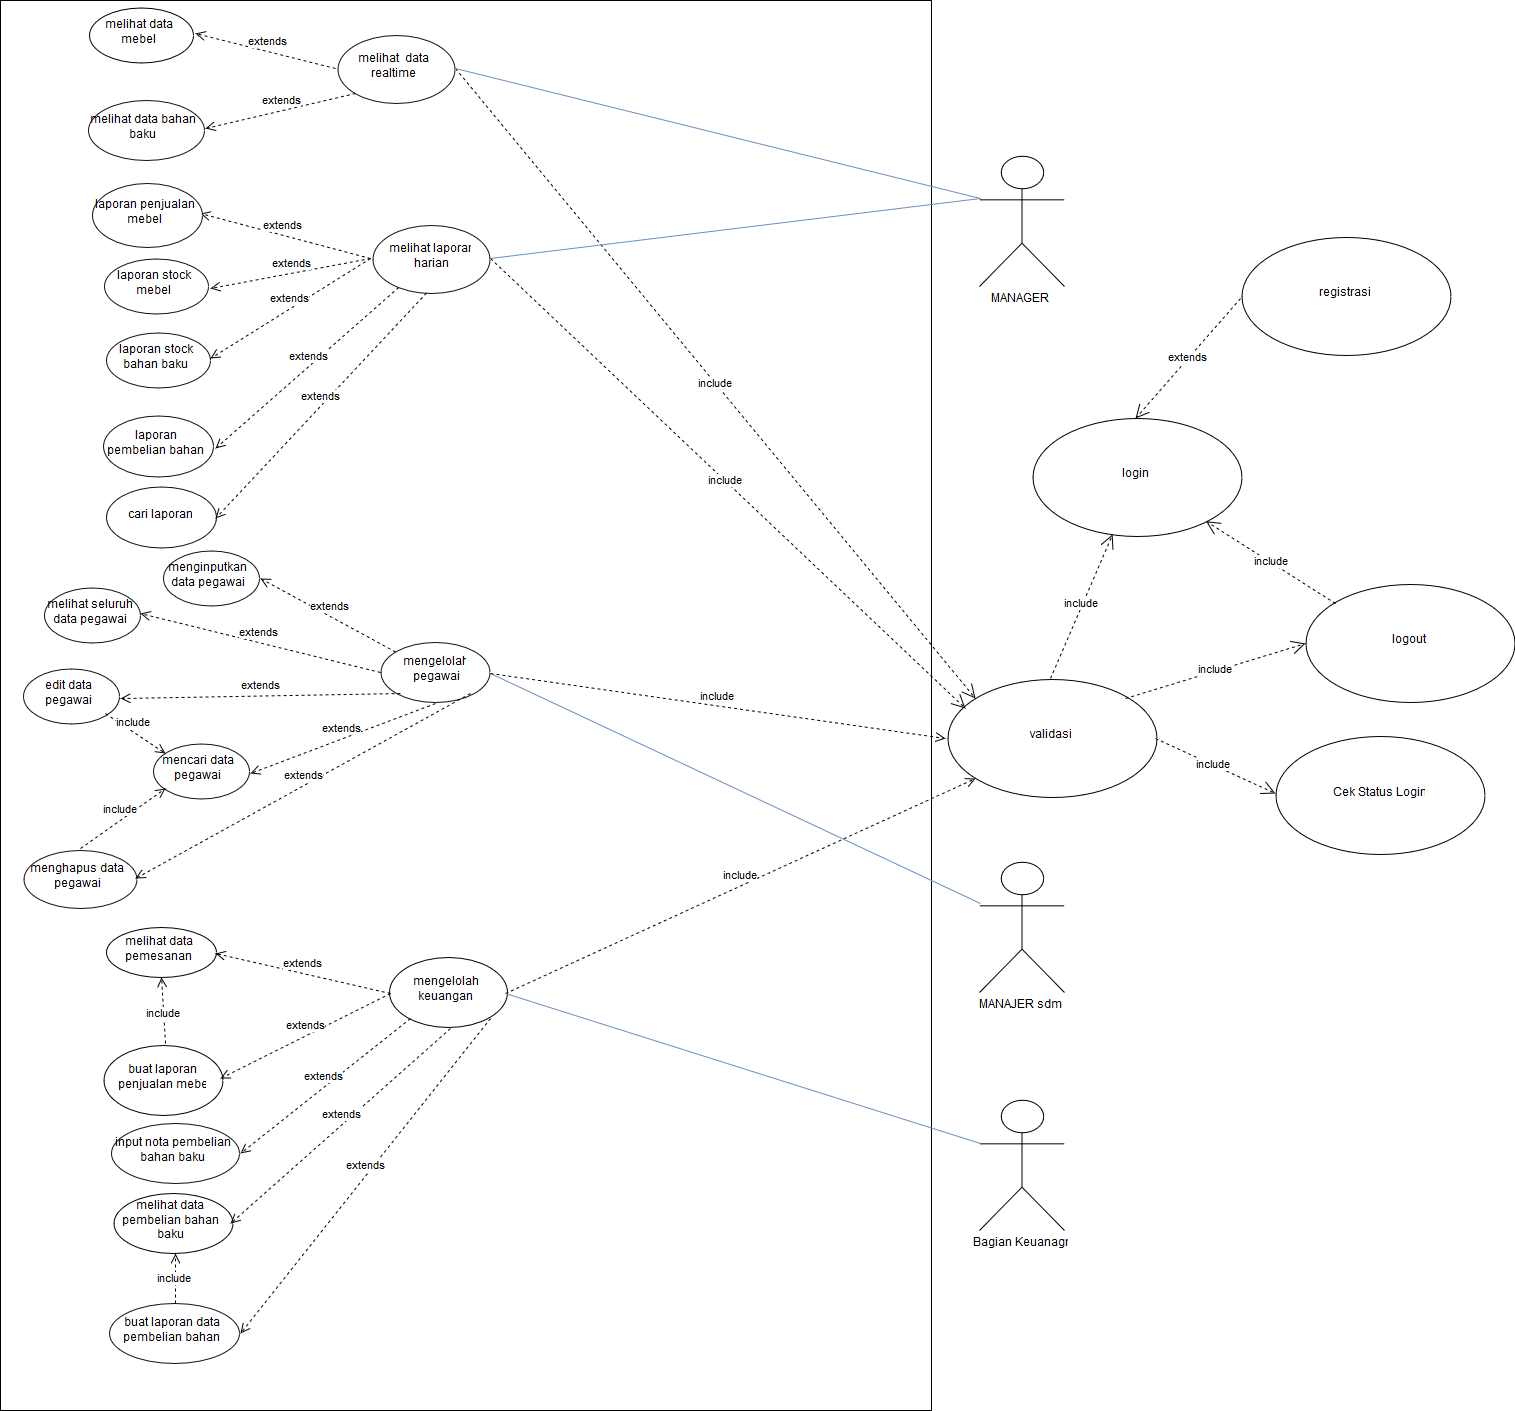 melihat data
mebel
extends
melihat  data
realtime
extends
melihat data bahan
baku
laporan penjualan
mebel
extends
melihat laporan
harian
extends
laporan stock
mebel
extends
laporan stock
bahan baku
extends
extends
laporan
pembelian bahan
cari laporan
MANAGER
registrasi
extends
include
login
include
include
include
logout
include
validasi
include
Cek Status Login
menginputkan
data pegawai
extends
melihat seluruh
data pegawai
extends
mengelolah
pegawai
include
edit data
pegawai
extends
include
extends
mencari data
pegawai
extends
include
menghapus data
pegawai
include
MANAJER sdm
melihat data
pemesanan
extends
mengelolah
keuangan
include
extends
buat laporan
penjualan mebe
extends
input nota pembelian
bahan baku
extends
extends
melihat data
pembelian bahan
baku
include
buat laporan data
pembelian bahan
Bagian Keuanagr